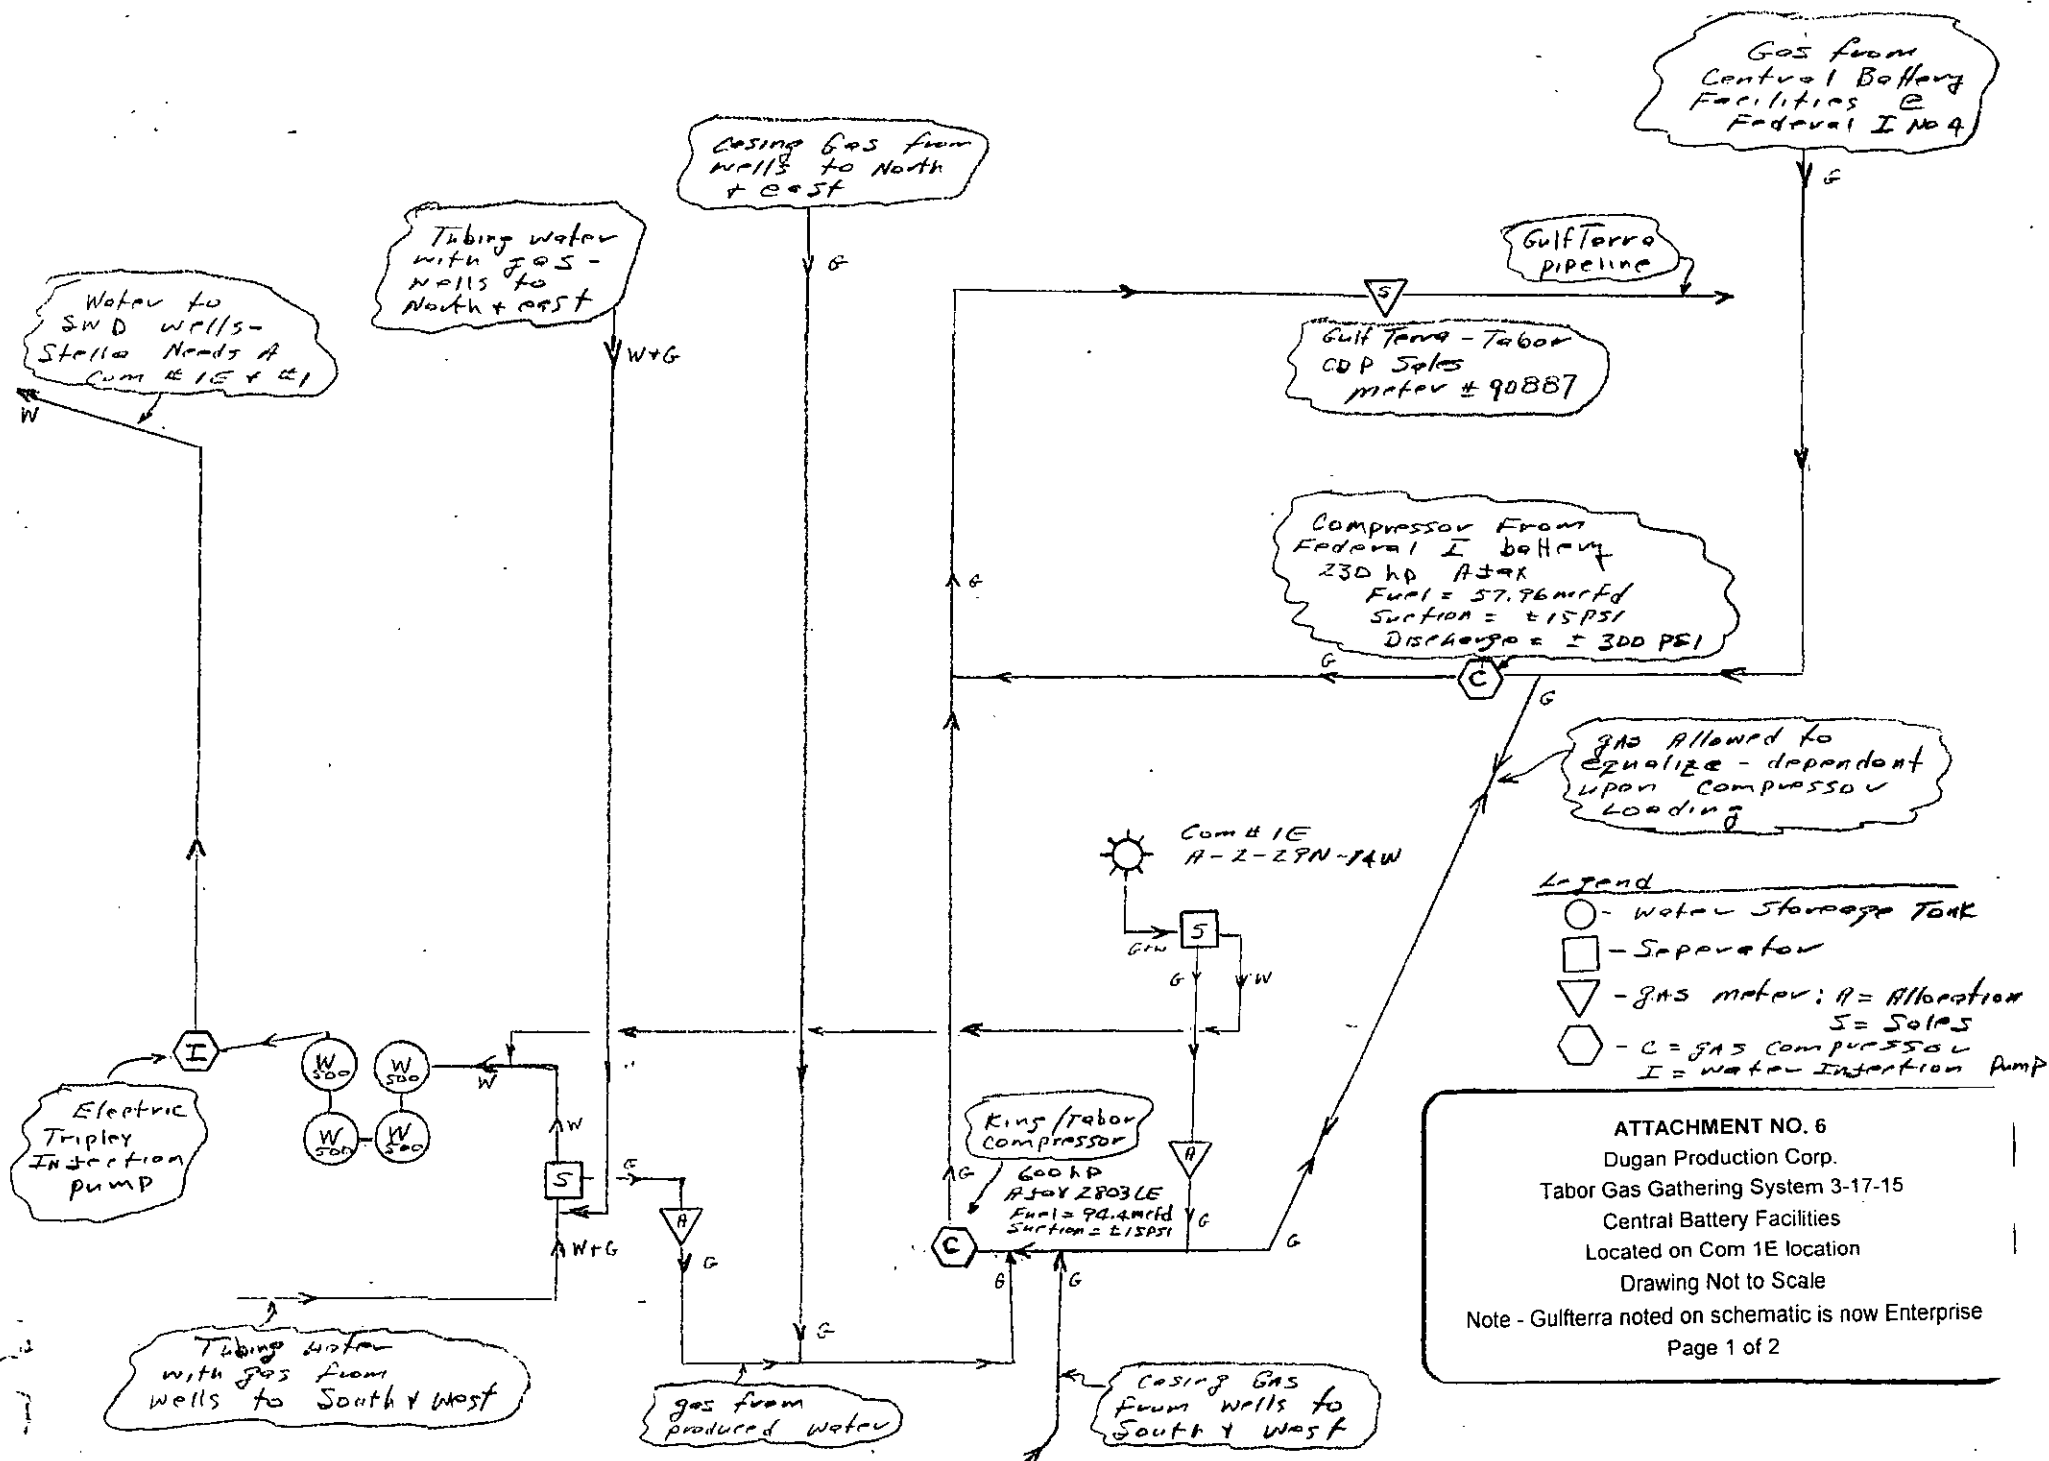 Gas from
Central Battery
Facilities @
Federal I No 4
G
Casing Gas from
wells to North
+ east
G
Tubing water
with gas -
wells to
North + east
W+G
Water to
SWD wells-
Stella Needs A
Com # 1E + #1
W
GulfTerra
pipeline
S
Gulf Terra - Tabor
CDP Sales
meter # 90887
Compressor From
Federal I battery
230 hp AJax
Fuel = 57.96 mcfd
Suction = ±15 PSI
Discharge = ± 300 PSI
G
G
C
G
gAs Allowed to
equalize - dependant
upon compressor
Loading
Com # 1E
A-2-29N-14W
G+W
S
G
W
Legend
- Water Storeage Tank
- Seperator
- gAs meter: A = Allocation
S = Sales
- C = gAs compressor
I = Water Injection Pump
I
W
500
W
500
W
500
W
500
W
W
Electric
Triplex
Injection
pump
S
G
A
G
W+G
King/Tabor
compressor
600 hp
AJax 2803LE
Fuel = 94.4 mcfd
Suction = ±15PSI
G
C
A
G
G
G
G
G
Tubing water
with gas from
wells to South + West
gas from
produced water
Casing GAs
from wells to
South + West
ATTACHMENT NO. 6
Dugan Production Corp.
Tabor Gas Gathering System 3-17-15
Central Battery Facilities
Located on Com 1E location
Drawing Not to Scale
Note - Gulfterra noted on schematic is now Enterprise
Page 1 of 2